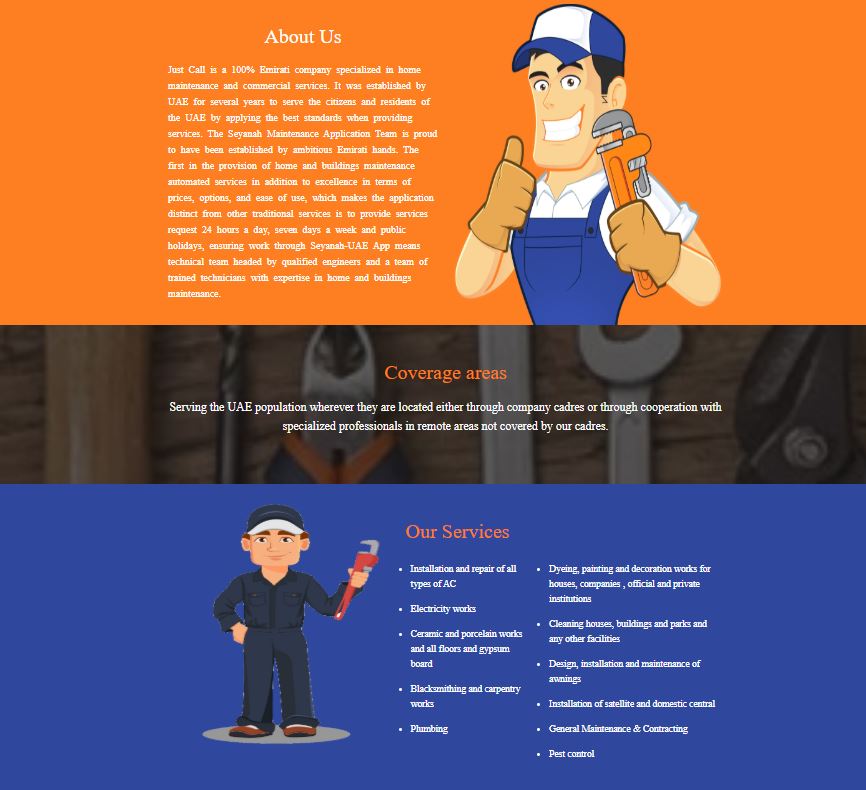 About Us
Just Call is a 100% Emirati company specialized in home
maintenance and commercial services. It was established by
UAE for several years to serve the citizens and residents of
the UAE by applying the best standards when providing
services. The Seyanah Maintenance Application Team is proud
to have been established by ambitious Emirati hands. The
first in the provision of home and buildings maintenance
automated services in addition to excellence in terms of
prices, options, and ease of use, which makes the application
distinct from other traditional services is to provide services
request 24 hours a day, seven days a week and public
holidays, ensuring work through Seyanah-UAE App means
technical team headed by qualified engineers and a team of
trained technicians with expertise in home and buildings
maintenance.
Coverage areas
Serving the UAE population wherever they are located either through company cadres or through cooperation with
specialized professionals in remote areas not covered by our cadres.
Our Services
• Installation and repair of all
types of AC
• Electricity works
• Ceramic and porcelain works
and all floors and gypsum
board
• Blacksmithing and carpentry
works
• Plumbing
• Dyeing, painting and decoration works for
houses, companies , official and private
institutions
• Cleaning houses, buildings and parks and
any other facilities
• Design, installation and maintenance of
awnings
• Installation of satellite and domestic central
• General Maintenance & Contracting
• Pest control